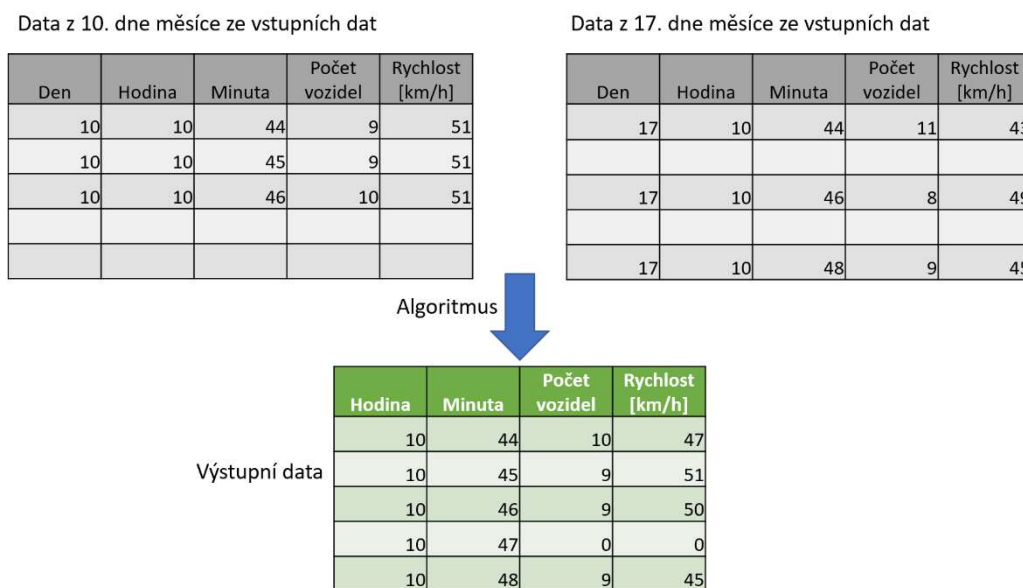 Data z 10. dne měsíce ze vstupních dat
Den Hodina Minuta Počet vozidel Rychlost [km/h]
10 10 44 9 51
10 10 45 9 51
10 10 46 10 51
Data z 17. dne měsíce ze vstupních dat
Den Hodina Minuta Počet vozidel Rychlost [km/h]
17 10 44 11 43
17 10 46 8 49
17 10 48 9 45
Algoritmus
Výstupní data
Hodina Minuta Počet vozidel Rychlost [km/h]
10 44 10 47
10 45 9 51
10 46 9 50
10 47 0 0
10 48 9 45